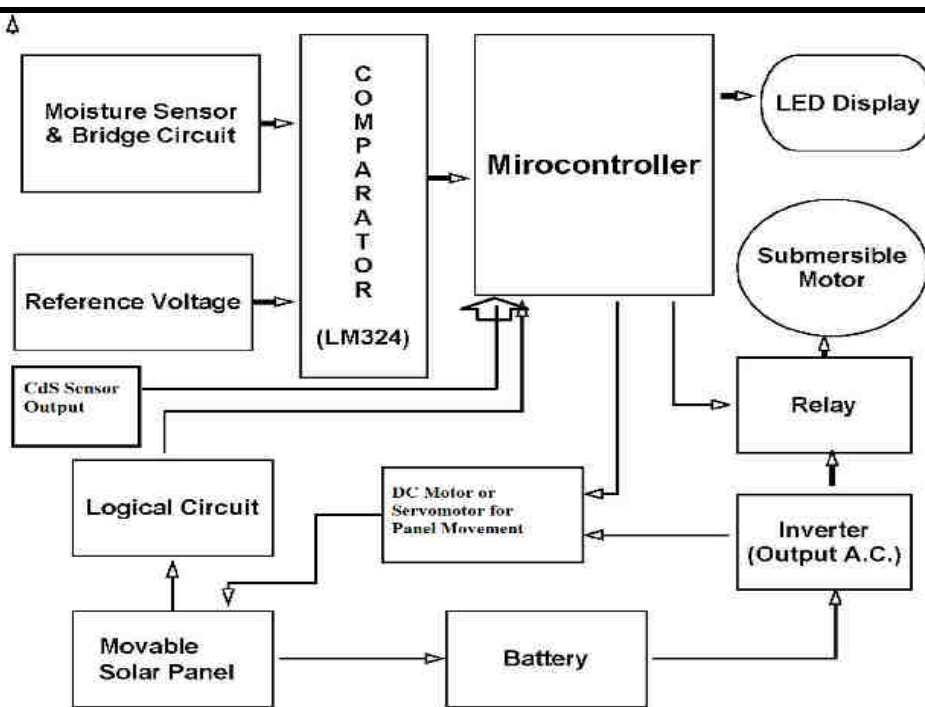 Moisture Sensor
& Bridge Circuit
COMPARATOR
(LM324)
Mirocontroller
LED Display
Reference Voltage
Submersible
Motor
CdS Sensor
Output
Relay
Logical Circuit
DC Motor or
Servomotor for
Panel Movement
Inverter
(Output A.C.)
Movable
Solar Panel
Battery